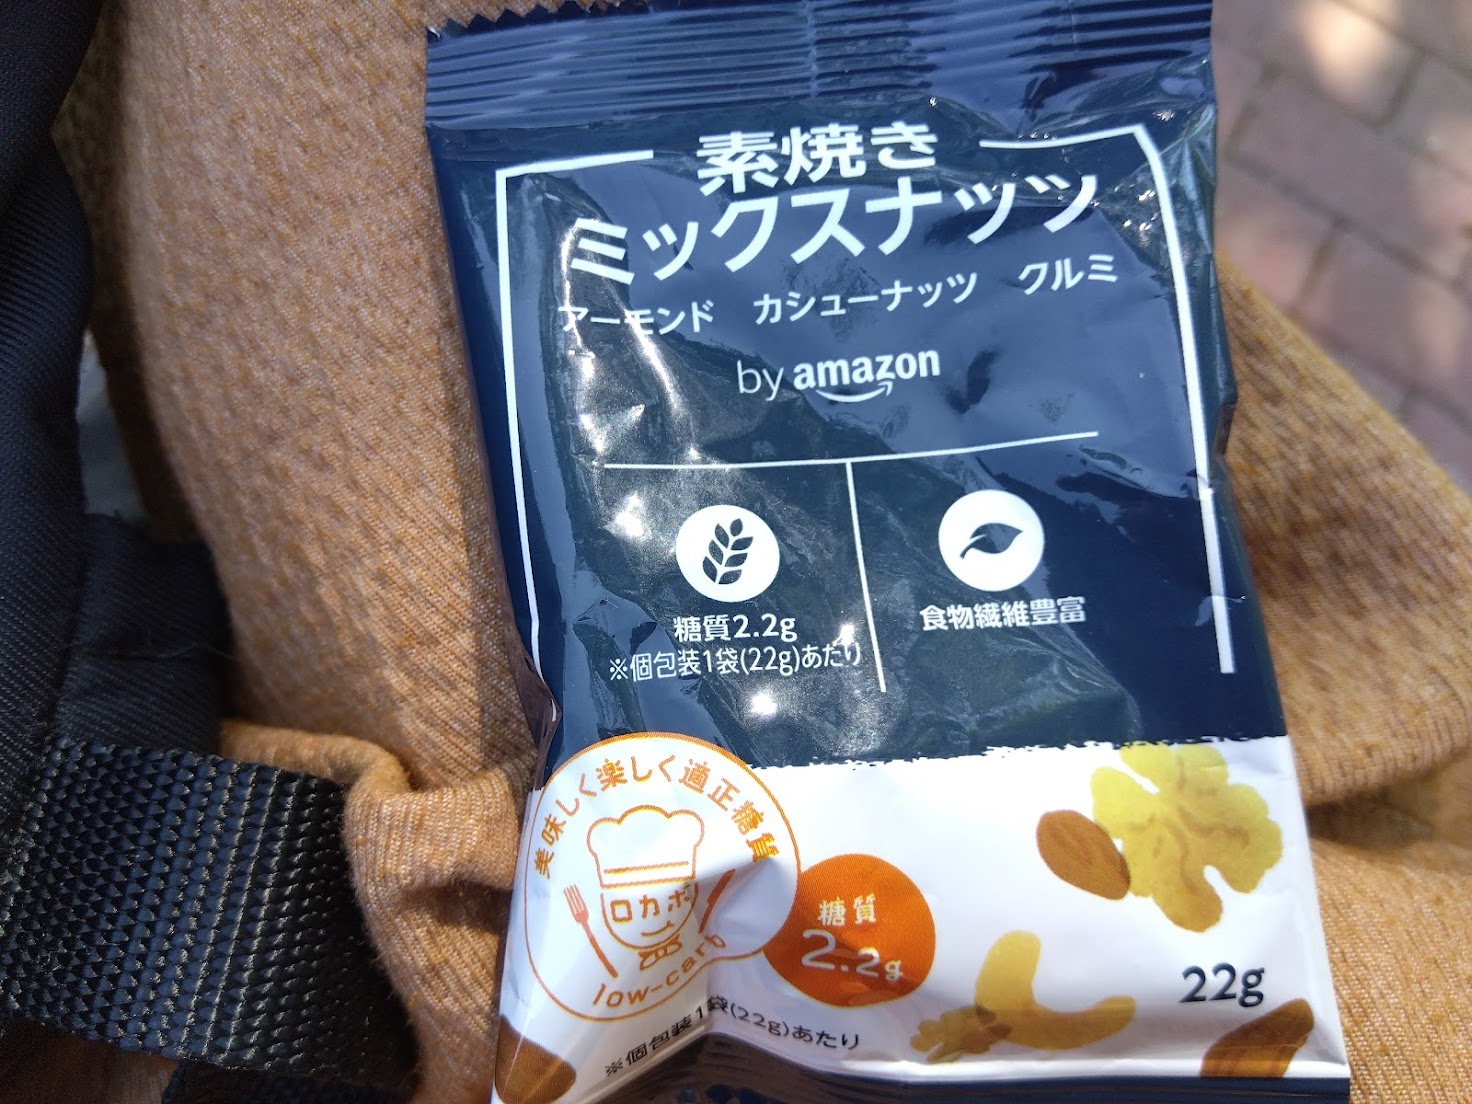 素焼き
ミックスナッツ
アーモンド カシューナッツ クルミ
by amazon
糖質2.2g
※個包装1袋(22g)あたり
食物繊維豊富
美味しく楽しく適正糖質
ロカボ
low-carb
糖質
2.2g
※個包装1袋(22g)あたり
22g